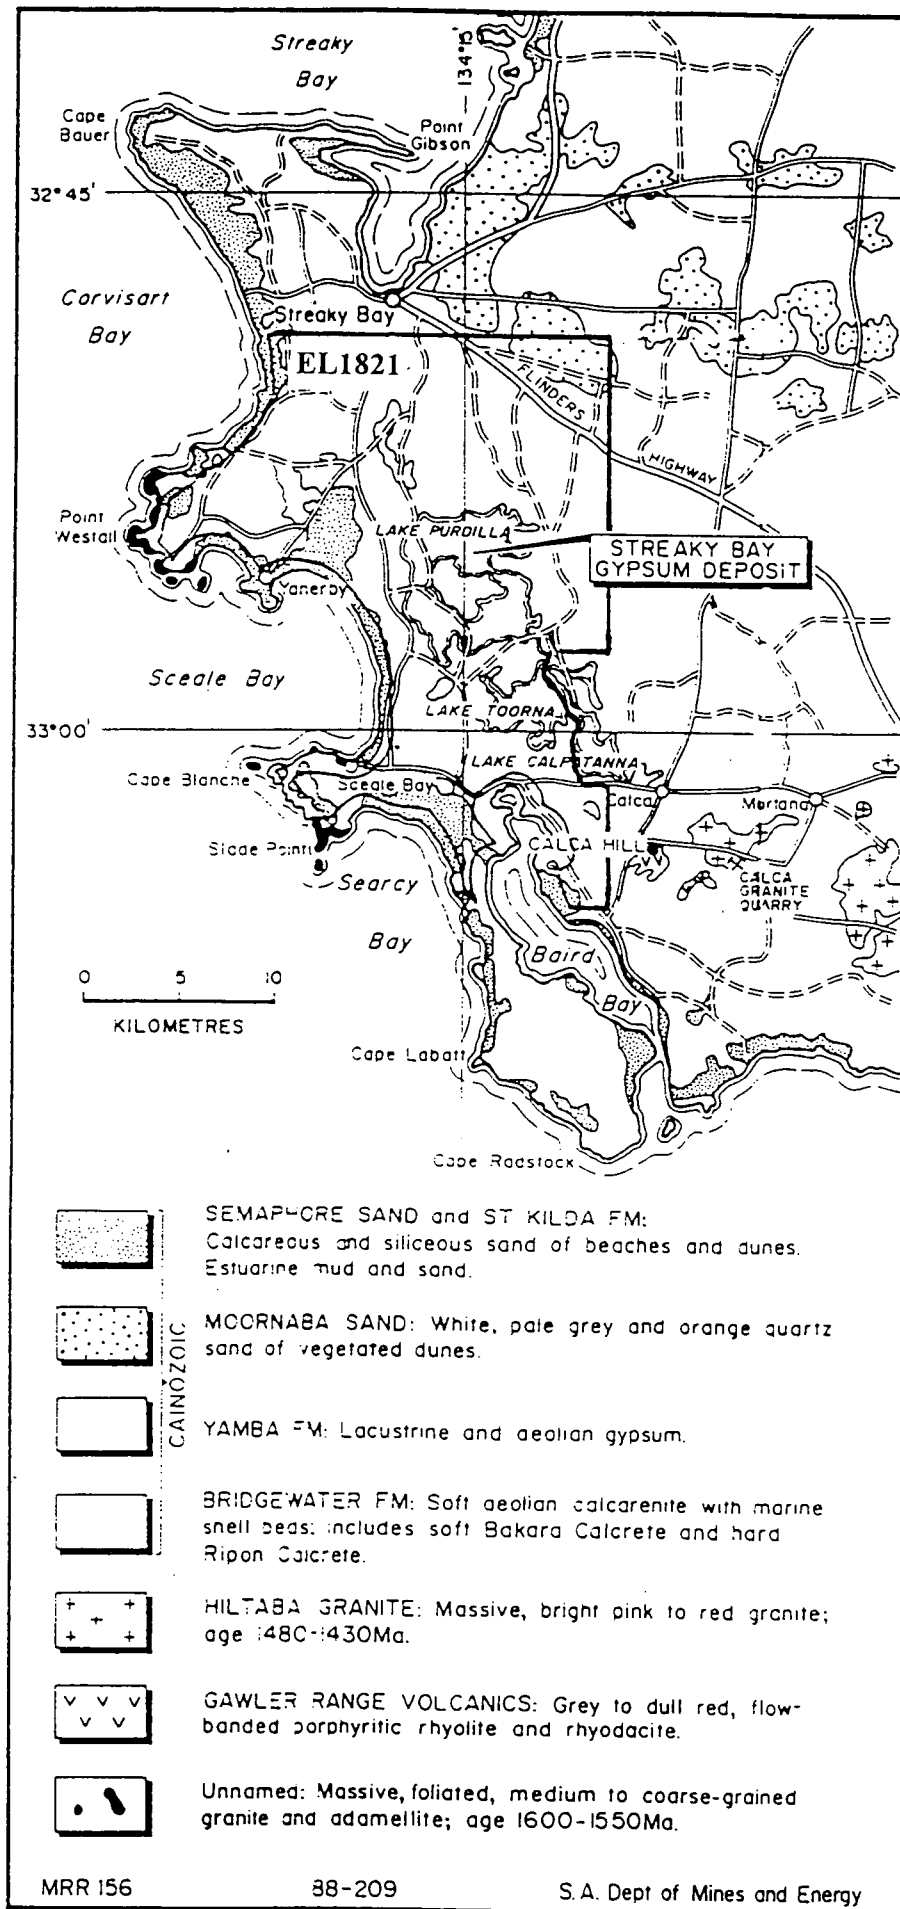 Streaky
Bay
134°15'
Cape
Bauer
Point
Gibson
32°45'
Corvisart
Bay
Streaky Bay
EL1821
FLINDERS
HIGHWAY
Point
Westall
LAKE PURDILLA
STREAKY BAY
GYPSUM DEPOSIT
Yanerby
Sceale Bay
LAKE TOORNA
33°00'
LAKE CALPATANNA
Cape Blanche
Sceale Bay
Calca
Mortana
Slade Point
CALCA HILL
CALCA
GRANITE
QUARRY
Searcy
Bay
Baird
Bay
0 5 10
KILOMETRES
Cape Labatt
Cape Radstock
CAINOZOIC
SEMAPHORE SAND and ST KILDA FM:
Calcareous and siliceous sand of beaches and dunes.
Estuarine mud and sand.
MOORNABA SAND: White, pale grey and orange quartz
sand of vegetated dunes.
YAMBA FM: Lacustrine and aeolian gypsum.
BRIDGEWATER FM: Soft aeolian calcarenite with marine
shell beds: includes soft Bakara Calcrete and hard
Ripon Calcrete.
HILTABA GRANITE: Massive, bright pink to red granite;
age 1480-1430Ma.
GAWLER RANGE VOLCANICS: Grey to dull red, flow-
banded porphyritic rhyolite and rhyodacite.
Unnamed: Massive, foliated, medium to coarse-grained
granite and adamellite; age 1600-1550Ma.
MRR 156 88-209 S.A. Dept of Mines and Energy